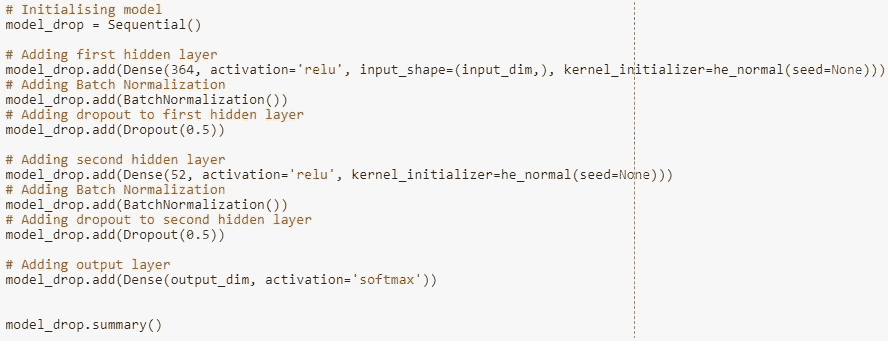 # Initialising model
model_drop = Sequential()
# Adding first hidden layer
model_drop.add(Dense(364, activation='relu', input_shape=(input_dim,), kernel_initializer=he_normal(seed=None)))
# Adding Batch Normalization
model_drop.add(BatchNormalization())
# Adding dropout to first hidden layer
model_drop.add(Dropout(0.5))
# Adding second hidden layer
model_drop.add(Dense(52, activation='relu', kernel_initializer=he_normal(seed=None)))
# Adding Batch Normalization
model_drop.add(BatchNormalization())
# Adding dropout to second hidden layer
model_drop.add(Dropout(0.5))
# Adding output layer
model_drop.add(Dense(output_dim, activation='softmax'))
model_drop.summary()